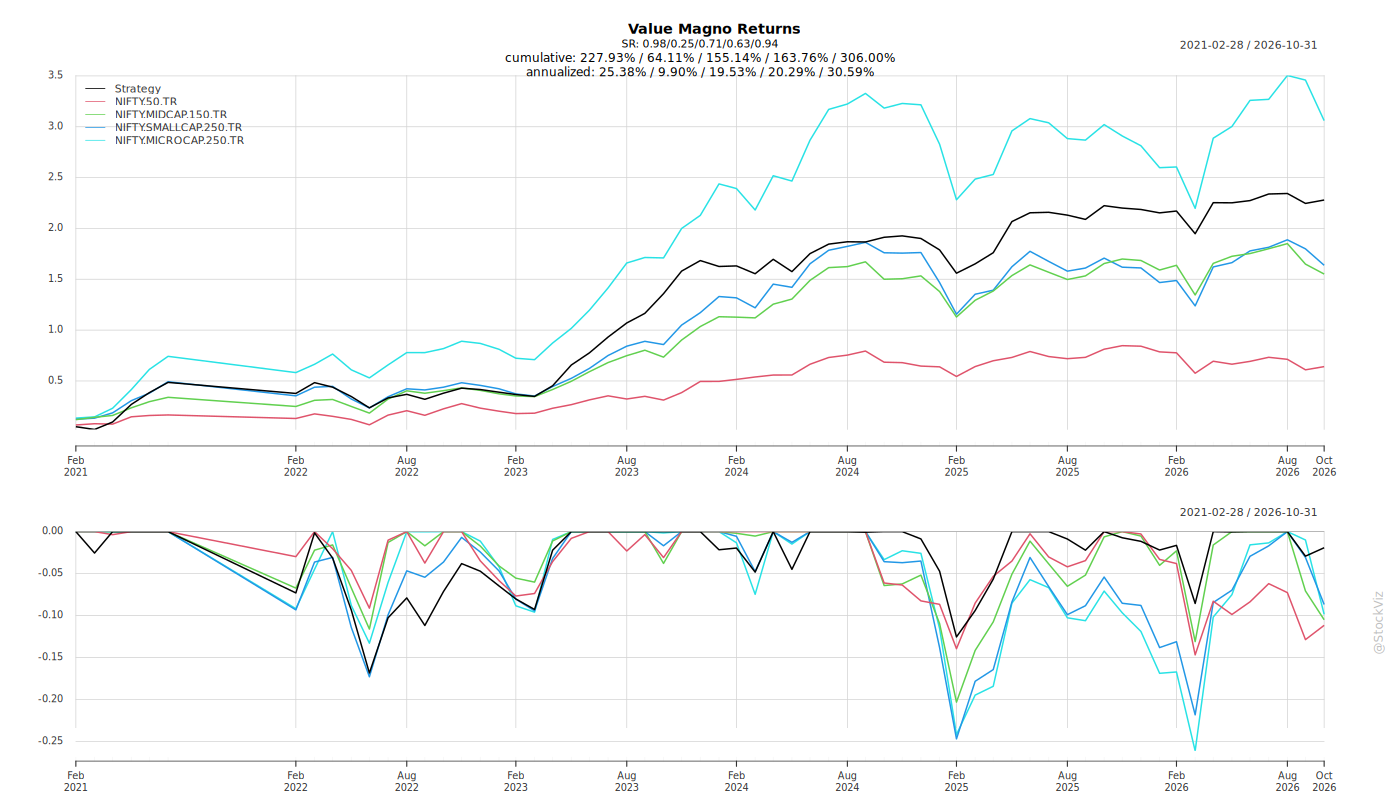 Value Magno Returns
SR: 0.98/0.25/0.71/0.63/0.94
cumulative: 227.93% / 64.11% / 155.14% / 163.76% / 306.00%
annualized: 25.38% / 9.90% / 19.53% / 20.29% / 30.59%
2021-02-28 / 2026-10-31
Strategy
NIFTY.50.TR
NIFTY.MIDCAP.150.TR
NIFTY.SMALLCAP.250.TR
NIFTY.MICROCAP.250.TR
3.5
3.0
2.5
2.0
1.5
1.0
0.5
Feb Feb Aug Feb Aug Feb Aug Feb Aug Feb Aug Oct
2021 2022 2022 2023 2023 2024 2024 2025 2025 2026 2026 2026
2021-02-28 / 2026-10-31
0.00
-0.05
-0.10
-0.15
-0.20
-0.25
Feb Feb Aug Feb Aug Feb Aug Feb Aug Feb Aug Oct
2021 2022 2022 2023 2023 2024 2024 2025 2025 2026 2026 2026
@StockViz